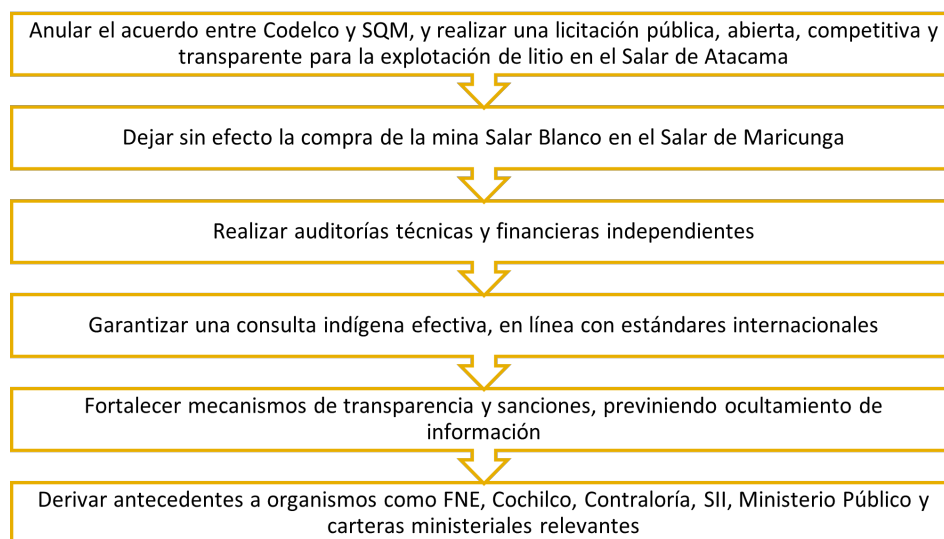 Anular el acuerdo entre Codelco y SQM, y realizar una licitación pública, abierta, competitiva y
transparente para la explotación de litio en el Salar de Atacama
Dejar sin efecto la compra de la mina Salar Blanco en el Salar de Maricunga
Realizar auditorías técnicas y financieras independientes
Garantizar una consulta indígena efectiva, en línea con estándares internacionales
Fortalecer mecanismos de transparencia y sanciones, previniendo ocultamiento de
información
Derivar antecedentes a organismos como FNE, Cochilco, Contraloría, SII, Ministerio Público y
carteras ministeriales relevantes